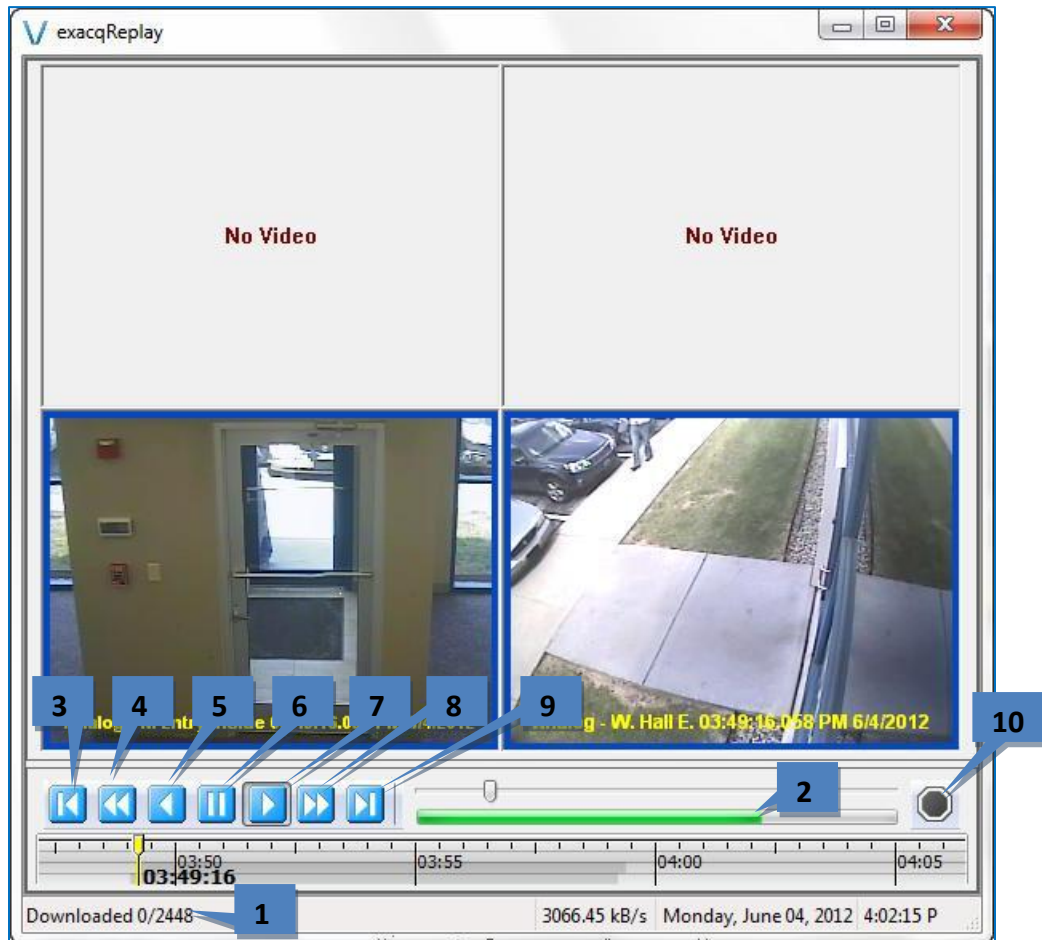 exacqReplay
No Video
No Video
W. Hall E. 03:49:16.058 PM 6/4/2012
3
4
5
6
7
8
9
10
2
03:50
03:55
04:00
04:05
03:49:16
Downloaded 0/2448
1
3066.45 kB/s
Monday, June 04, 2012
4:02:15 P